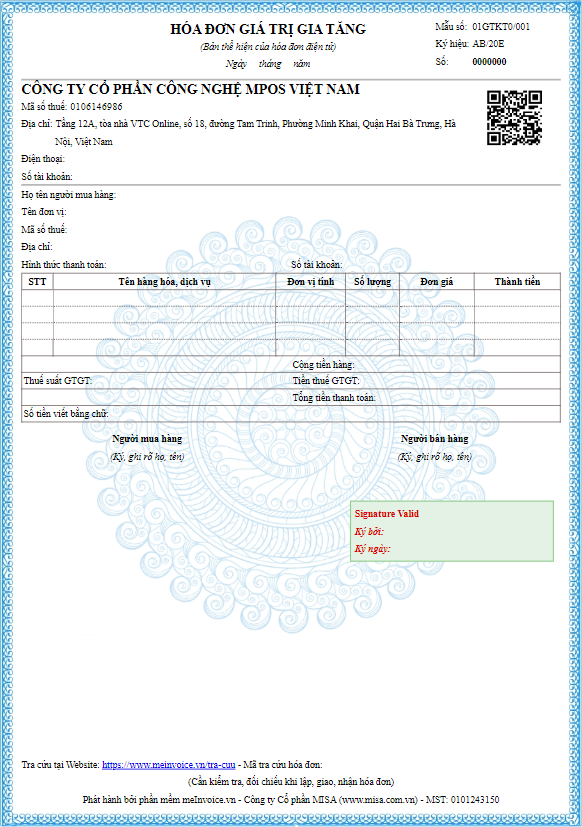 HÓA ĐƠN GIÁ TRỊ GIA TĂNG
(Bản thể hiện của hóa đơn điện tử)
Ngày tháng năm
Mẫu số: 01GTKT0/001
Ký hiệu: AB/20E
Số: 0000000
CÔNG TY CỔ PHẦN CÔNG NGHỆ MPOS VIỆT NAM
Mã số thuế: 0106146986
Địa chỉ: Tầng 12A, tòa nhà VTC Online, số 18, đường Tam Trinh, Phường Minh Khai, Quận Hai Bà Trưng, Hà
Nội, Việt Nam
Điện thoại:
Số tài khoản:
Họ tên người mua hàng:
Tên đơn vị:
Mã số thuế:
Địa chỉ:
Hình thức thanh toán: Số tài khoản:
STT Tên hàng hóa, dịch vụ Đơn vị tính Số lượng Đơn giá Thành tiền
Cộng tiền hàng:
Thuế suất GTGT: Tiền thuế GTGT:
Tổng tiền thanh toán:
Số tiền viết bằng chữ:
Người mua hàng Người bán hàng
(Ký, ghi rõ họ, tên) (Ký, ghi rõ họ, tên)
Signature Valid
Ký bởi:
Ký ngày:
Tra cứu tại Website: https://www.meinvoice.vn/tra-cuu - Mã tra cứu hóa đơn:
(Cần kiểm tra, đối chiếu khi lập, giao, nhận hóa đơn)
Phát hành bởi phần mềm meInvoice.vn - Công ty Cổ phần MISA (www.misa.com.vn) - MST: 0101243150